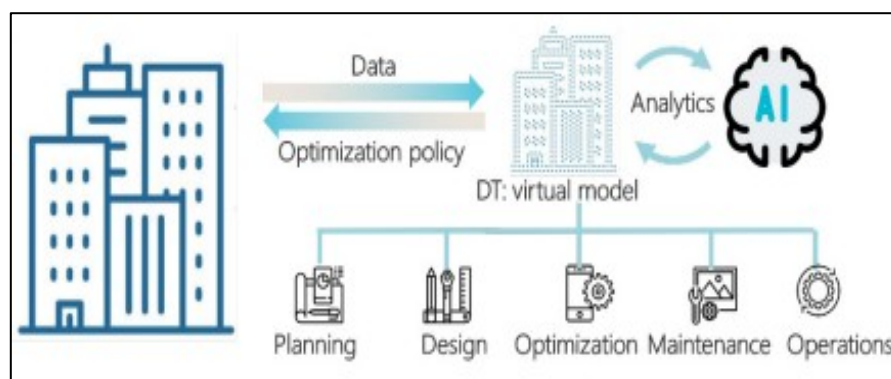 Data
Optimization policy
DT: virtual model
Analytics
AI
Planning
Design
Optimization
Maintenance
Operations